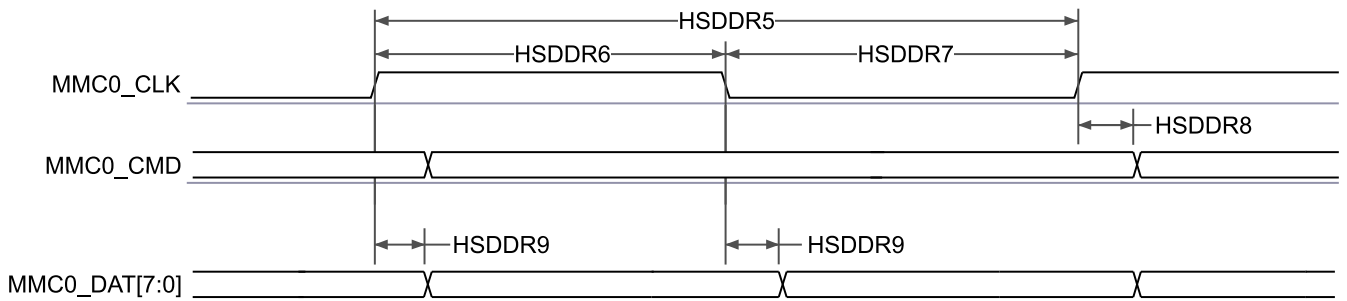 HSDDR5
HSDDR6 HSDDR7
MMC0_CLK
HSDDR8
MMC0_CMD
HSDDR9 HSDDR9
MMC0_DAT[7:0]